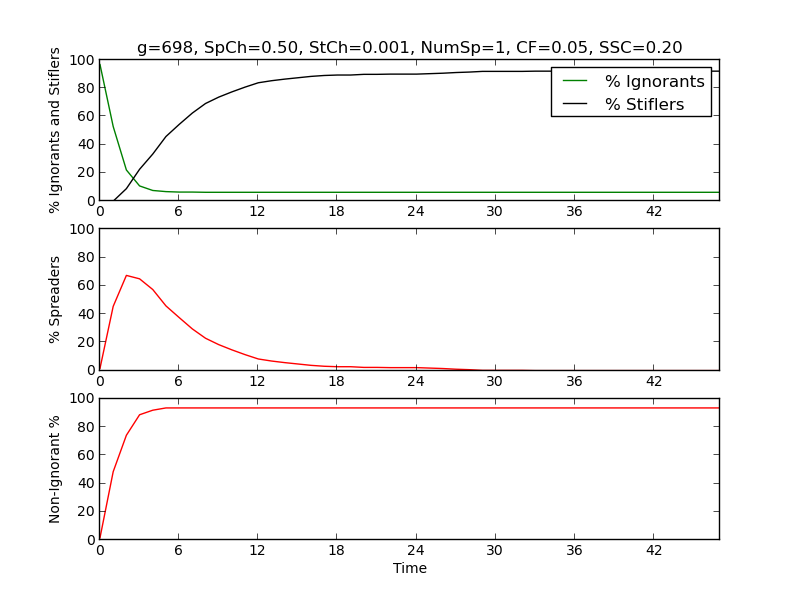 g=698, SpCh=0.50, StCh=0.001, NumSp=1, CF=0.05, SSC=0.20
% Ignorants and Stiflers
100
80
60
40
20
0
% Ignorants
% Stiflers
0 6 12 18 24 30 36 42
% Spreaders
100
80
60
40
20
0
0 6 12 18 24 30 36 42
Non-Ignorant %
100
80
60
40
20
0
0 6 12 18 24 30 36 42
Time